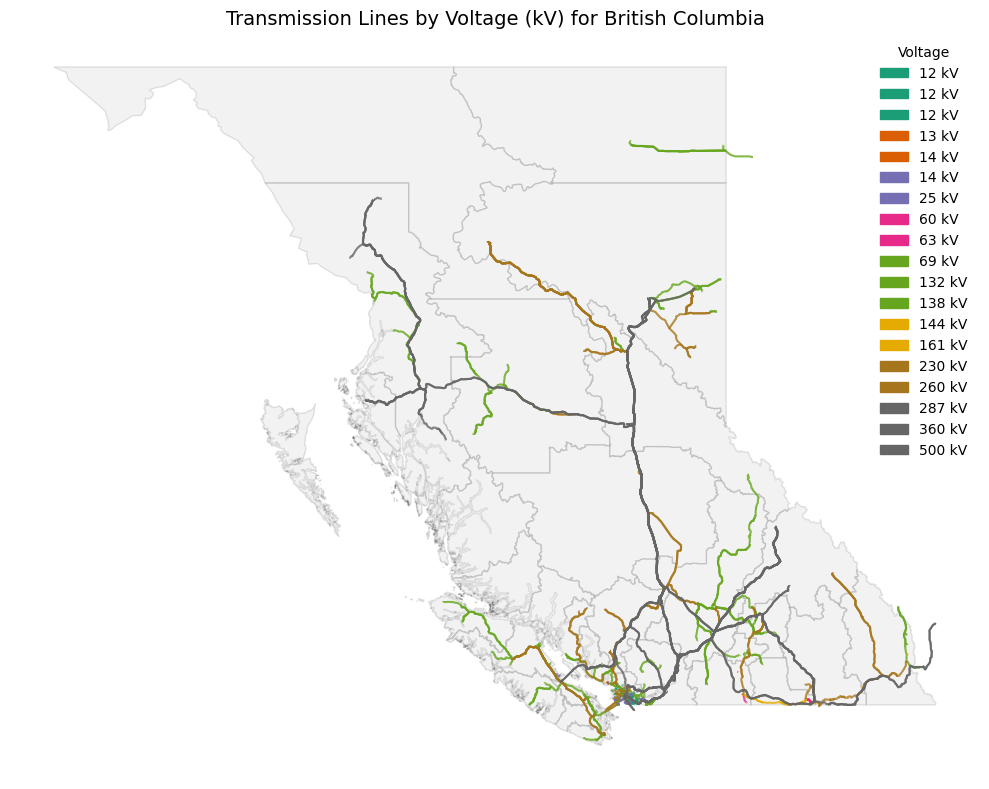 Transmission Lines by Voltage (kV) for British Columbia
Voltage
12 kV
12 kV
12 kV
13 kV
14 kV
14 kV
25 kV
60 kV
63 kV
69 kV
132 kV
138 kV
144 kV
161 kV
230 kV
260 kV
287 kV
360 kV
500 kV